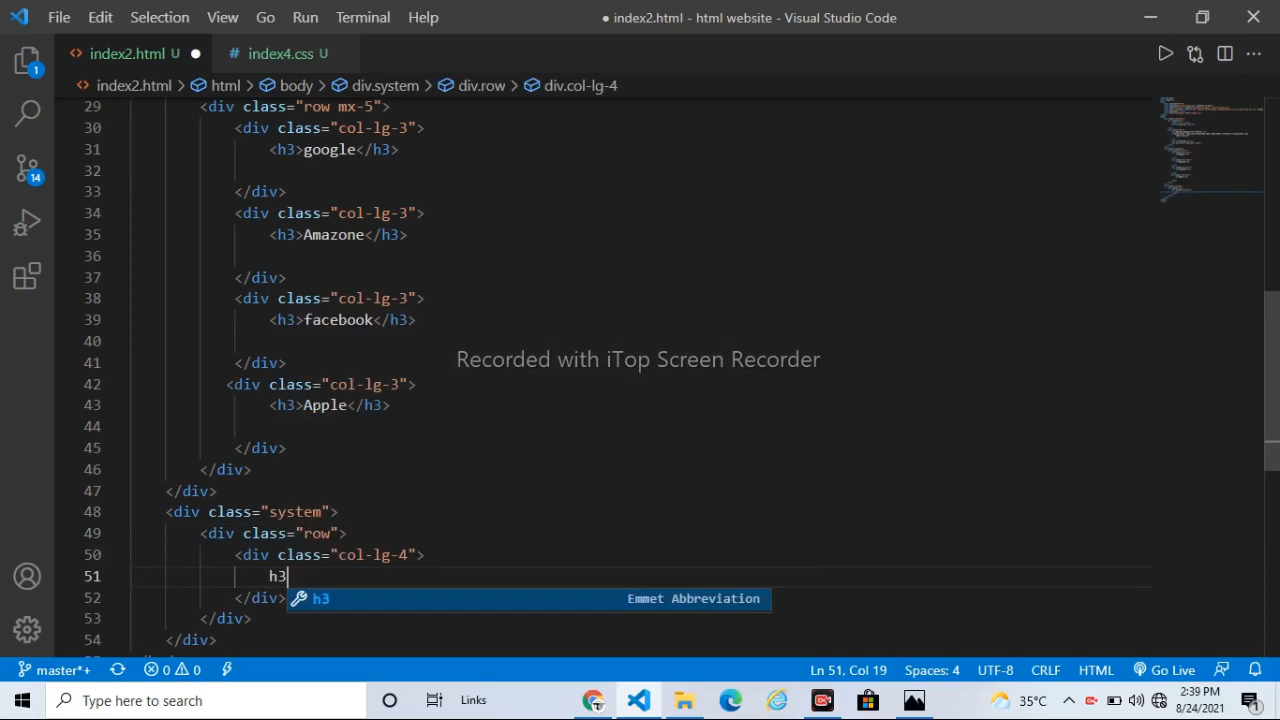 File Edit Selection View Go Run Terminal Help ● index2.html - html website - Visual Studio Code
index2.html U ● # index4.css U
index2.html > html > body > div.system > div.row > div.col-lg-4
29 <div class="row mx-5">
30 <div class="col-lg-3">
31 <h3>google</h3>
32
33 </div>
34 <div class="col-lg-3">
35 <h3>Amazone</h3>
36
37 </div>
38 <div class="col-lg-3">
39 <h3>facebook</h3>
40
Recorded with iTop Screen Recorder
41 </div>
42 <div class="col-lg-3">
43 <h3>Apple</h3>
44
45 </div>
46 </div>
47 </div>
48 <div class="system">
49 <div class="row">
50 <div class="col-lg-4">
51 h3
52 </div>
h3 Emmet Abbreviation
53 </div>
54 </div>
1
14
master*+ 0 0 Ln 51, Col 19 Spaces: 4 UTF-8 CRLF HTML Go Live
Type here to search Links 35°C 2:39 PM
8/24/2021
1